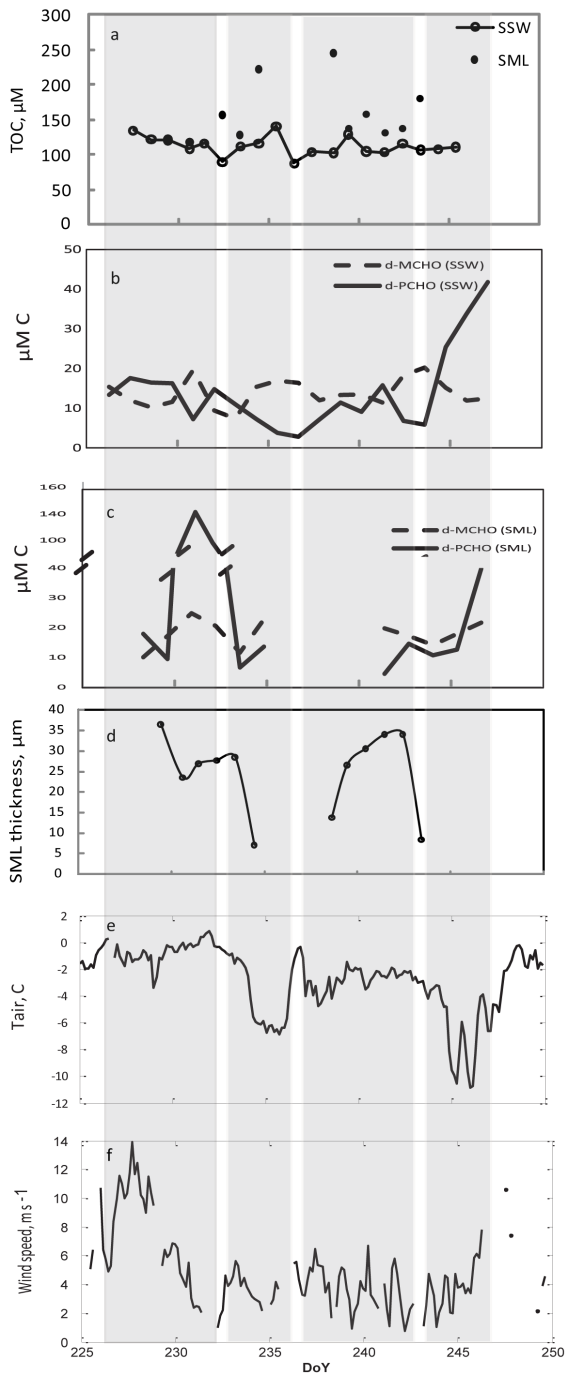 300
250
200
150
100
50
0
TOC, µM
a
SSW
SML
50
40
30
20
10
0
µM C
b
d-MCHO (SSW)
d-PCHO (SSW)
160
140
120
100
40
30
20
10
0
µM C
c
d-MCHO (SML)
d-PCHO (SML)
40
35
30
25
20
15
10
5
0
SML thickness, µm
d
2
0
-2
-4
-6
-8
-10
-12
Tair, C
e
14
12
10
8
6
4
2
0
Wind speed, m s -1
f
225 230 235 240 245 250
DoY